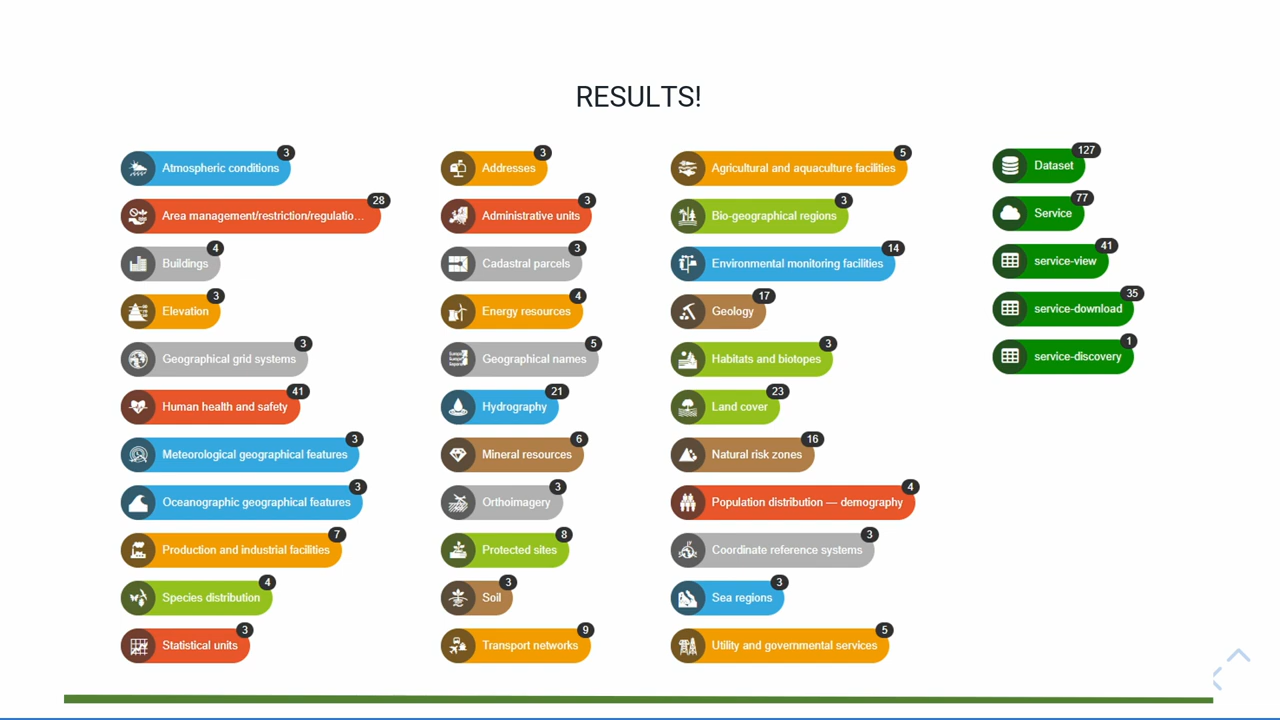 RESULTS!
Atmospheric conditions 3
Area management/restriction/regulatio... 28
Buildings 4
Elevation 3
Geographical grid systems 3
Human health and safety 41
Meteorological geographical features 3
Oceanographic geographical features 3
Production and industrial facilities 7
Species distribution 4
Statistical units 3
Addresses 3
Administrative units 3
Cadastral parcels 3
Energy resources 4
Geographical names 5
Hydrography 21
Mineral resources 6
Orthoimagery 3
Protected sites 8
Soil 3
Transport networks 9
Agricultural and aquaculture facilities 5
Bio-geographical regions 3
Environmental monitoring facilities 14
Geology 17
Habitats and biotopes 3
Land cover 23
Natural risk zones 16
Population distribution — demography 4
Coordinate reference systems 3
Sea regions 3
Utility and governmental services 5
Dataset 127
Service 77
service-view 41
service-download 35
service-discovery 1